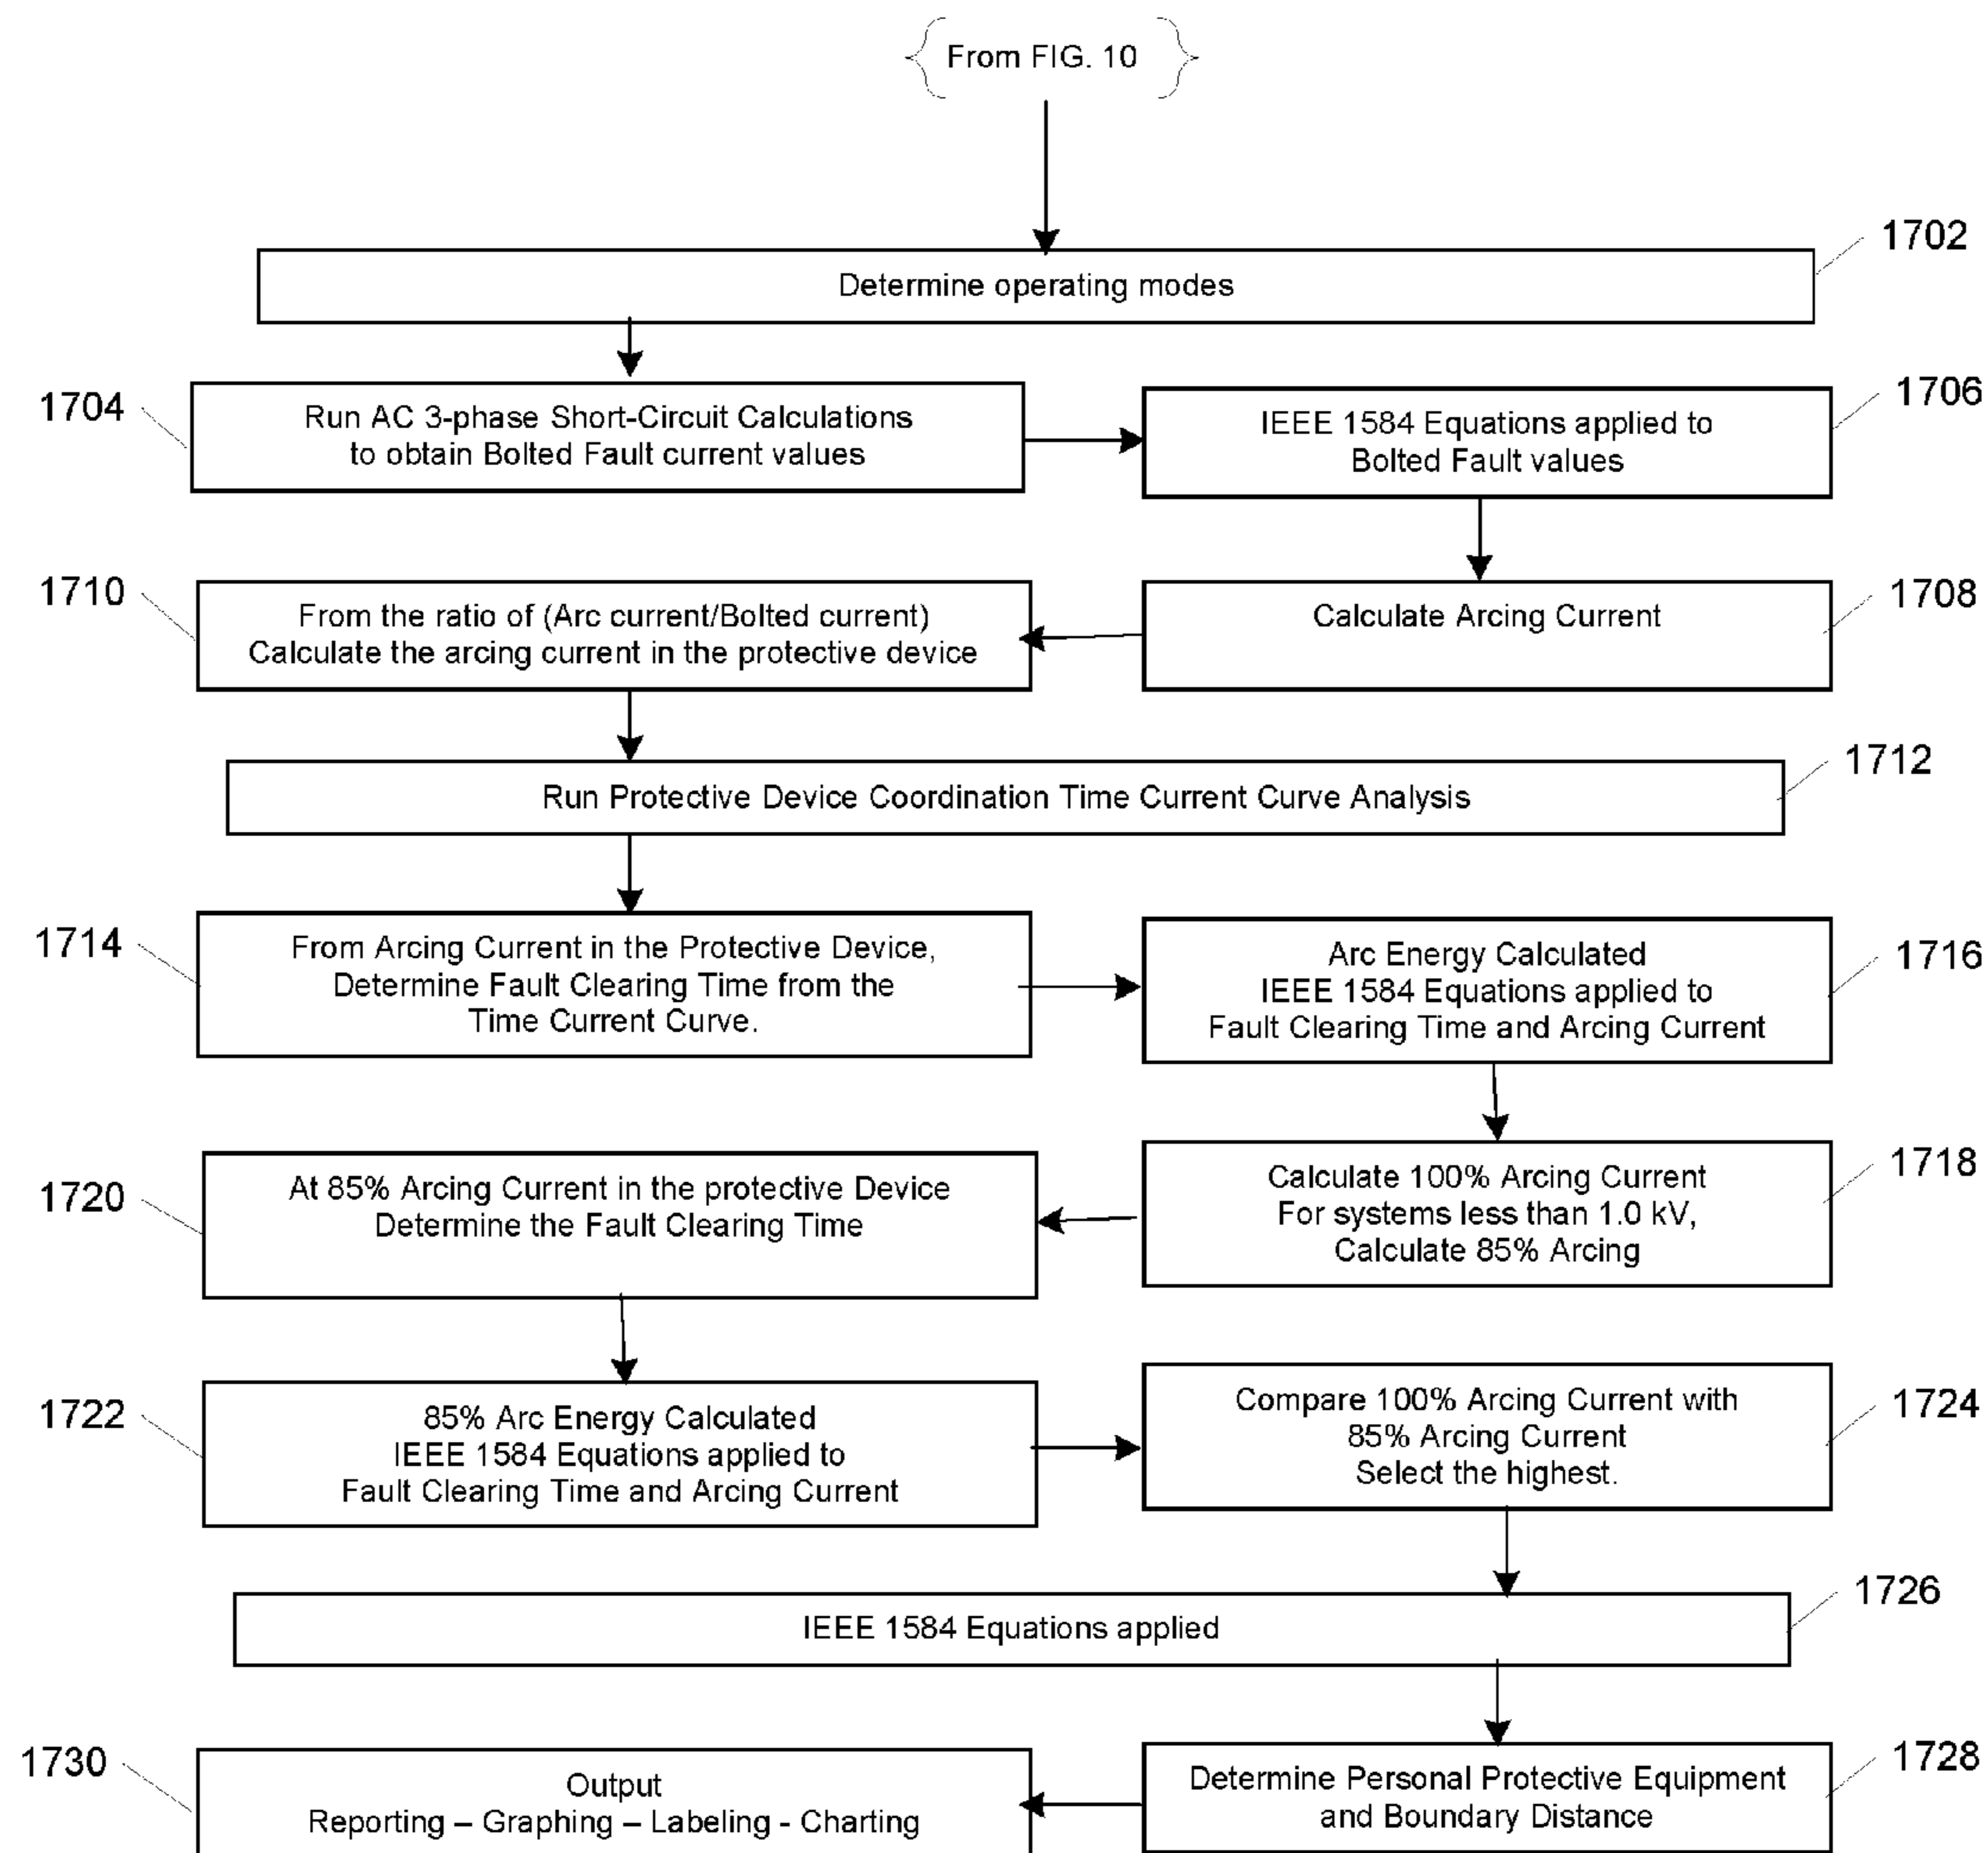 From FIG. 10
1702
Determine operating modes
1704
Run AC 3-phase Short-Circuit Calculations
to obtain Bolted Fault current values
1706
IEEE 1584 Equations applied to
Bolted Fault values
1710
From the ratio of (Arc current/Bolted current)
Calculate the arcing current in the protective device
1708
Calculate Arcing Current
1712
Run Protective Device Coordination Time Current Curve Analysis
1714
From Arcing Current in the Protective Device,
Determine Fault Clearing Time from the
Time Current Curve.
1716
Arc Energy Calculated
IEEE 1584 Equations applied to
Fault Clearing Time and Arcing Current
1720
At 85% Arcing Current in the protective Device
Determine the Fault Clearing Time
1718
Calculate 100% Arcing Current
For systems less than 1.0 kV,
Calculate 85% Arcing
1722
85% Arc Energy Calculated
IEEE 1584 Equations applied to
Fault Clearing Time and Arcing Current
1724
Compare 100% Arcing Current with
85% Arcing Current
Select the highest.
1726
IEEE 1584 Equations applied
1730
Output
Reporting – Graphing – Labeling - Charting
1728
Determine Personal Protective Equipment
and Boundary Distance